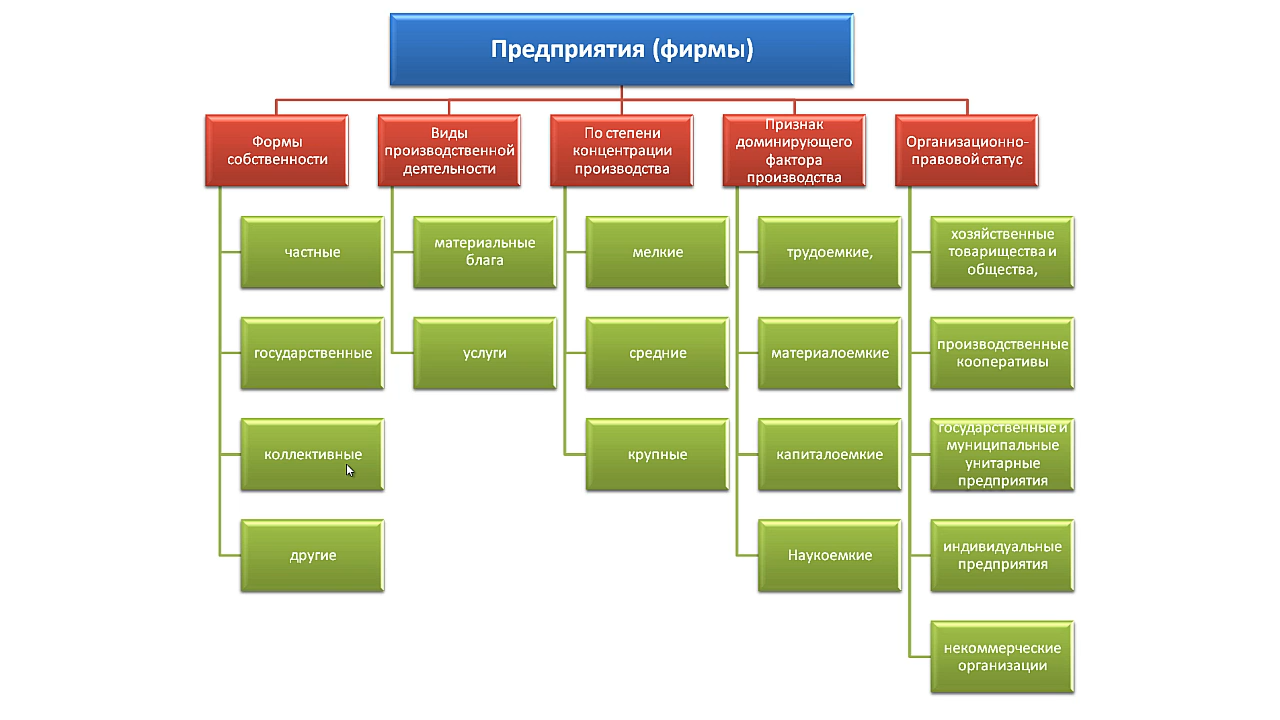 Предприятия (фирмы)
Формы
собственности
Виды
производственной
деятельности
По степени
концентрации
производства
Признак
доминирующего
фактора
производства
Организационно-
правовой статус
частные
государственные
коллективные
другие
материальные
блага
услуги
мелкие
средние
крупные
трудоемкие,
материалоемкие
капиталоемкие
Наукоемкие
хозяйственные
товарищества и
общества,
производственные
кооперативы
государственные и
муниципальные
унитарные
предприятия
индивидуальные
предприятия
некоммерческие
организации